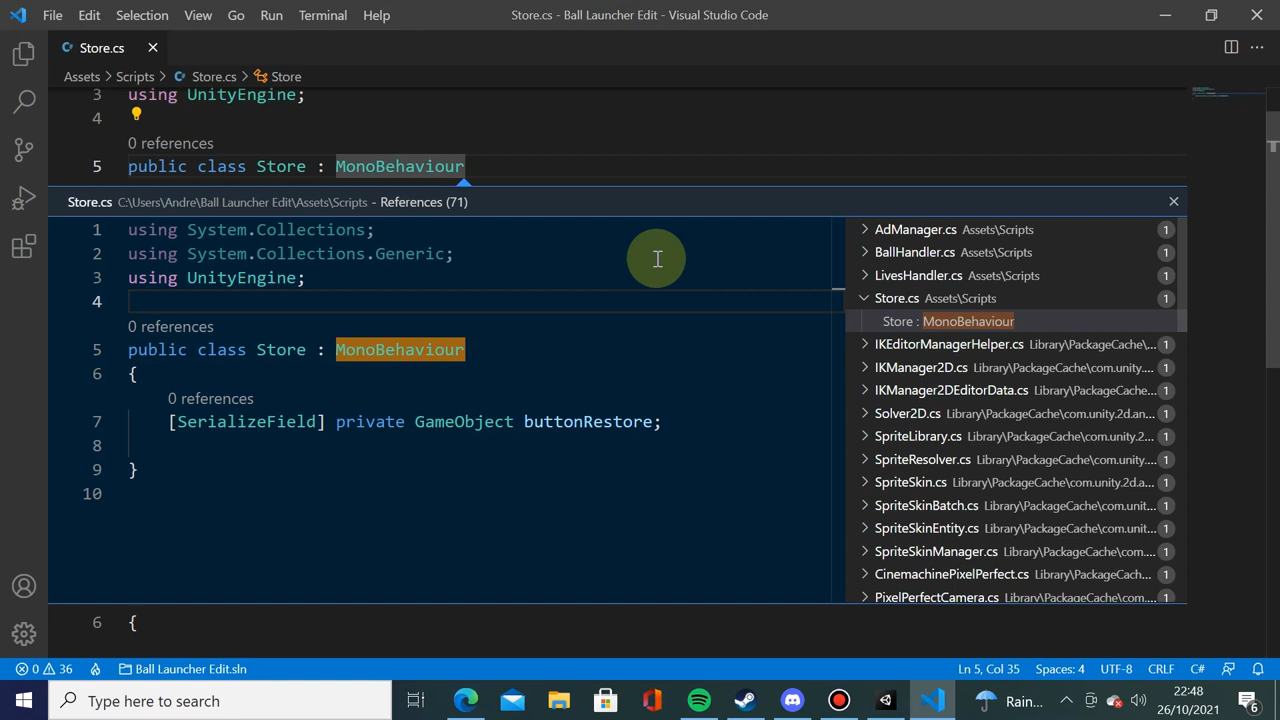 File Edit Selection View Go Run Terminal Help Store.cs - Ball Launcher Edit - Visual Studio Code
Store.cs
Assets > Scripts > Store.cs > Store
3 using UnityEngine;
4
0 references
5 public class Store : MonoBehaviour
Store.cs C:\Users\Andre\Ball Launcher Edit\Assets\Scripts - References (71)
1 using System.Collections;
2 using System.Collections.Generic;
3 using UnityEngine;
4
0 references
5 public class Store : MonoBehaviour
6 {
0 references
7 [SerializeField] private GameObject buttonRestore;
8
9 }
10
AdManager.cs Assets\Scripts 1
BallHandler.cs Assets\Scripts 1
LivesHandler.cs Assets\Scripts 1
Store.cs Assets\Scripts 1
Store : MonoBehaviour
IKEditorManagerHelper.cs Library\PackageCache\... 1
IKManager2D.cs Library\PackageCache\com.unity.2d.... 1
IKManager2DEditorData.cs Library\PackageCache\... 1
Solver2D.cs Library\PackageCache\com.unity.2d.an... 1
SpriteLibrary.cs Library\PackageCache\com.unity.2... 1
SpriteResolver.cs Library\PackageCache\com.unity.... 1
SpriteSkin.cs Library\PackageCache\com.unity.2d.a... 1
SpriteSkinBatch.cs Library\PackageCache\com.unit... 1
SpriteSkinEntity.cs Library\PackageCache\com.unit... 1
SpriteSkinManager.cs Library\PackageCache\com.... 1
CinemachinePixelPerfect.cs Library\PackageCach... 1
PixelPerfectCamera.cs Library\PackageCache\com... 1
6 {
0 36 Ball Launcher Edit.sln Ln 5, Col 35 Spaces: 4 UTF-8 CRLF C#
Type here to search
Rain...
22:48
26/10/2021
6